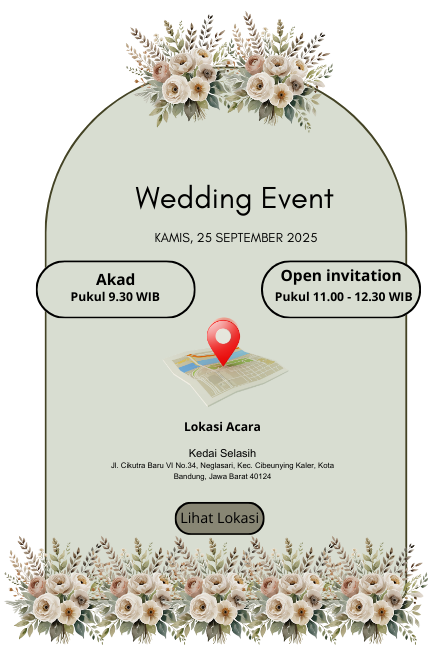 Wedding Event
KAMIS, 25 SEPTEMBER 2025
Akad
Pukul 9.30 WIB
Open invitation
Pukul 11.00 - 12.30 WIB
Lokasi Acara
Kedai Selasih
Jl. Cikutra Baru VI No.34, Neglasari, Kec. Cibeunying Kaler, Kota
Bandung, Jawa Barat 40124
Lihat Lokasi